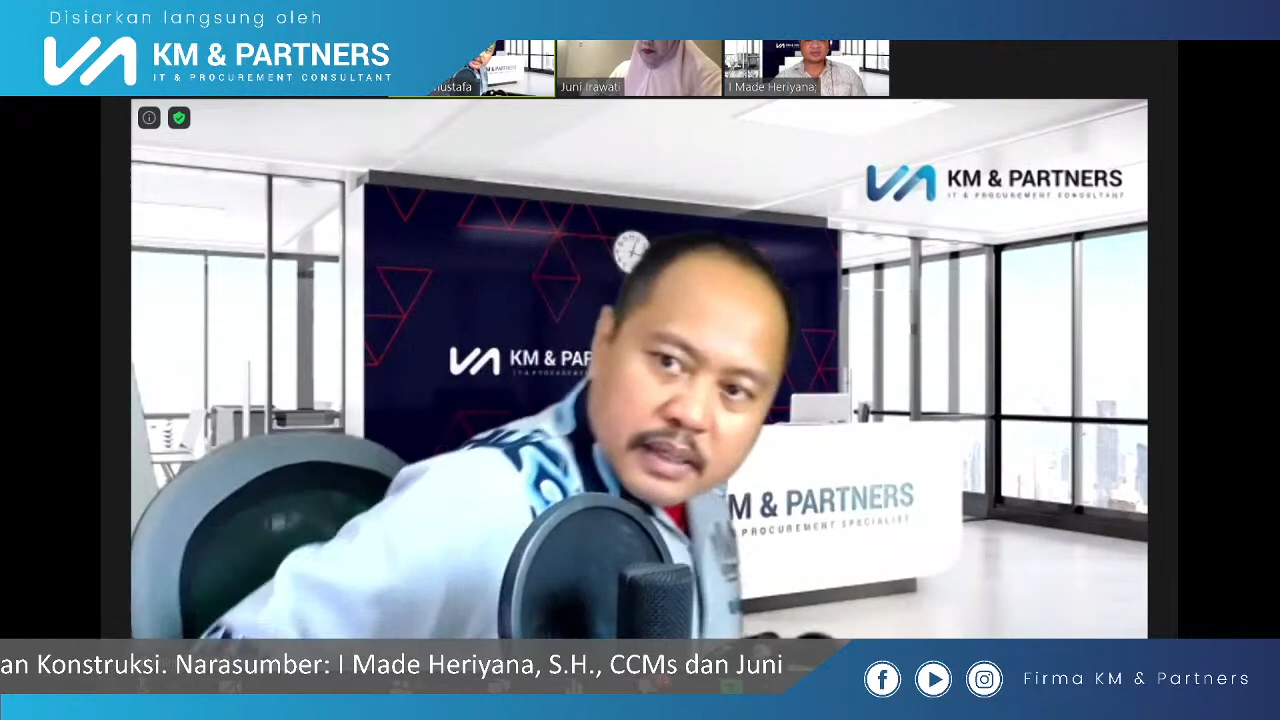 Disiarkan langsung oleh
KM & PARTNERS
IT & PROCUREMENT CONSULTANT
Juni Irawati
I Made Heriyana;
KM & PARTNERS
IT & PROCUREMENT CONSULTANT
KM & PAR
M & PARTNERS
PROCUREMENT SPECIALIST
an Konstruksi. Narasumber: I Made Heriyana, S.H., CCMs dan Juni
Firma KM & Partners